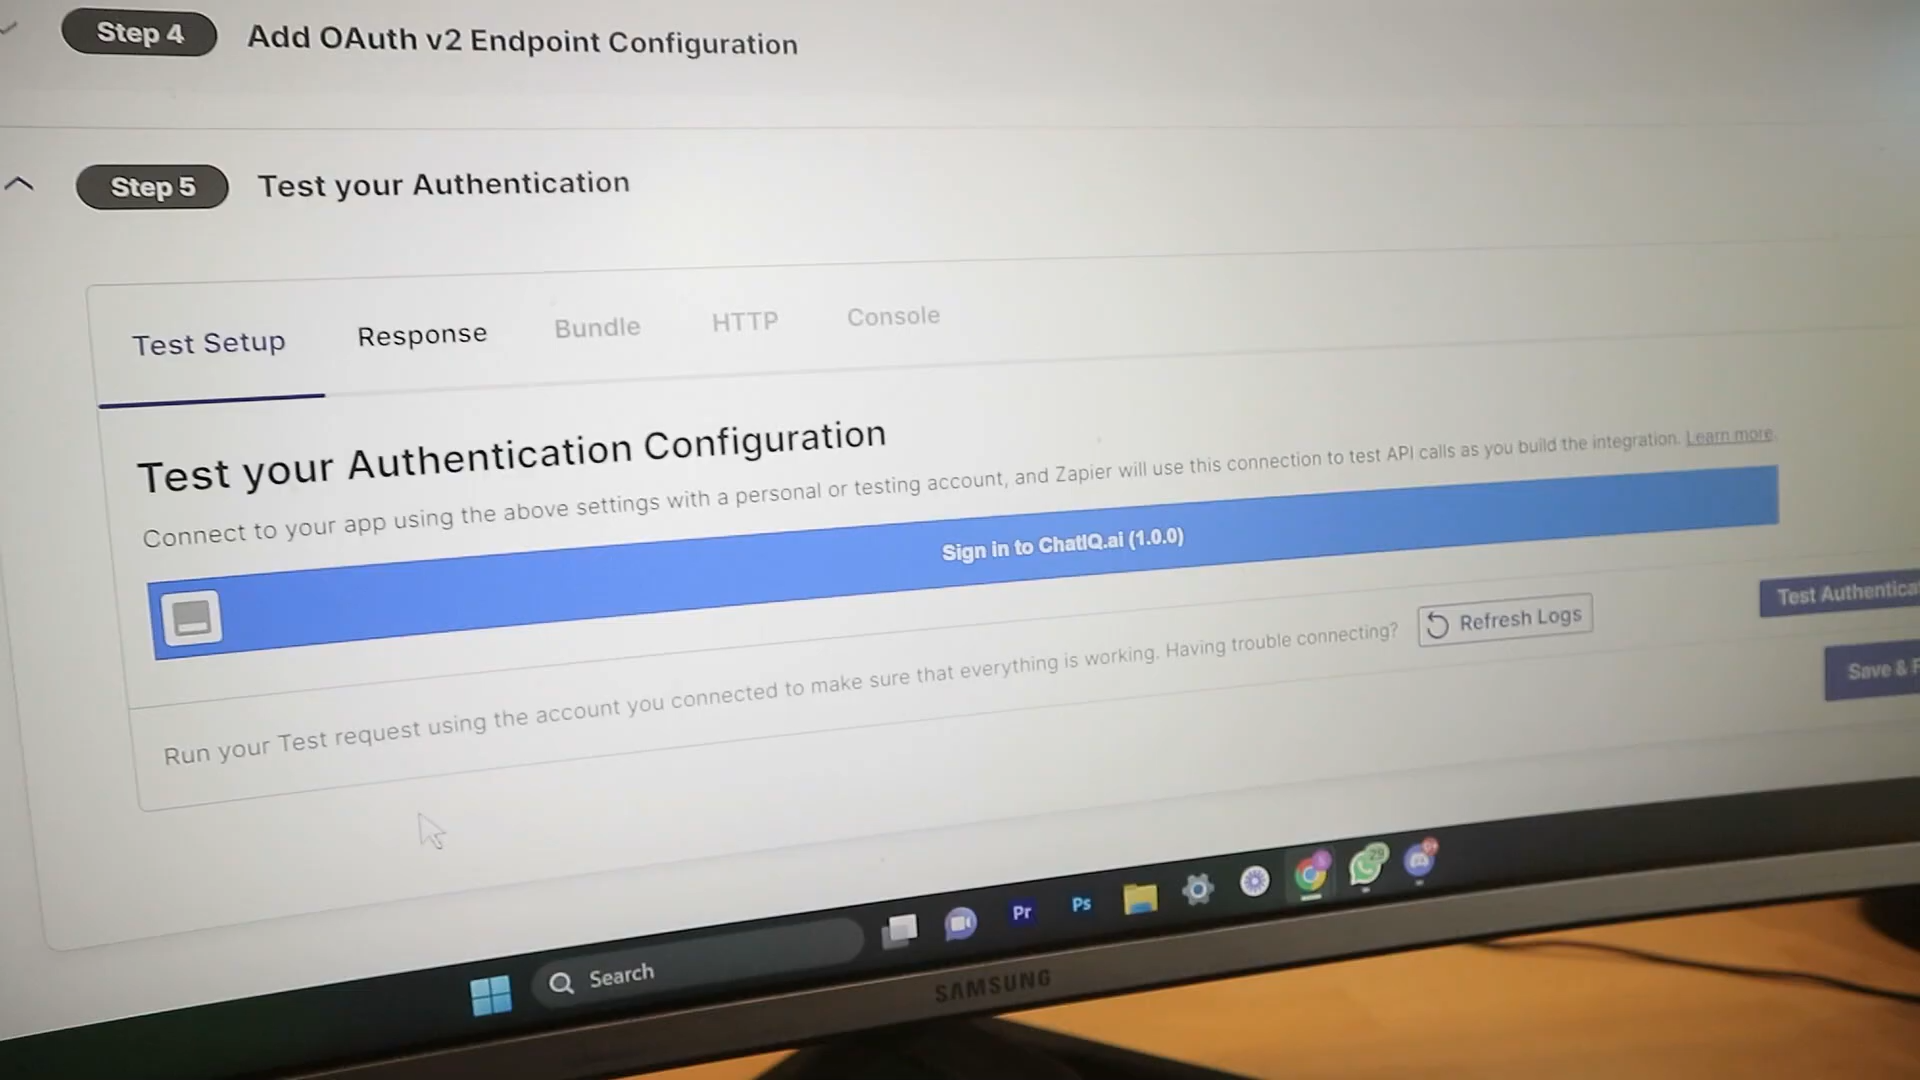 Step 4 Add OAuth v2 Endpoint Configuration
Step 5 Test your Authentication
Test Setup Response Bundle HTTP Console
Test your Authentication Configuration
Connect to your app using the above settings with a personal or testing account, and Zapier will use this connection to test API calls as you build the integration. Learn more.
Sign in to ChatIQ.ai (1.0.0)
Run your Test request using the account you connected to make sure that everything is working. Having trouble connecting? Refresh Logs
Test Authentica
Save &
Search
Pr
Ps
29
SAMSUNG